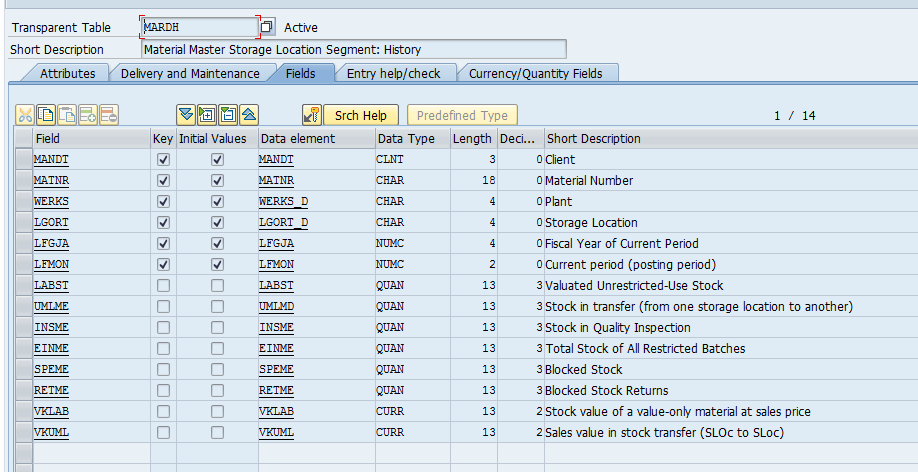 Transparent Table MARDH Active
Short Description Material Master Storage Location Segment: History
Attributes Delivery and Maintenance Fields Entry help/check Currency/Quantity Fields
Srch Help Predefined Type 1 / 14
Field Key Initial Values Data element Data Type Length Deci... Short Description
MANDT MANDT CLNT 3 0 Client
MATNR MATNR CHAR 18 0 Material Number
WERKS WERKS_D CHAR 4 0 Plant
LGORT LGORT_D CHAR 4 0 Storage Location
LFGJA LFGJA NUMC 4 0 Fiscal Year of Current Period
LFMON LFMON NUMC 2 0 Current period (posting period)
LABST LABST QUAN 13 3 Valuated Unrestricted-Use Stock
UMLME UMLMD QUAN 13 3 Stock in transfer (from one storage location to another)
INSME INSME QUAN 13 3 Stock in Quality Inspection
EINME EINME QUAN 13 3 Total Stock of All Restricted Batches
SPEME SPEME QUAN 13 3 Blocked Stock
RETME RETME QUAN 13 3 Blocked Stock Returns
VKLAB VKLAB CURR 13 2 Stock value of a value-only material at sales price
VKUML VKUML CURR 13 2 Sales value in stock transfer (SLoc to SLoc)